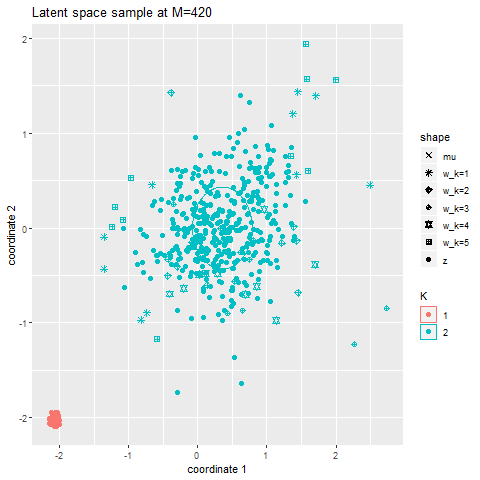 Latent space sample at M=420
2
1
0
-1
-2
coordinate 2
-2
-1
0
1
2
coordinate 1
shape
mu
w_k=1
w_k=2
w_k=3
w_k=4
w_k=5
z
K
1
2